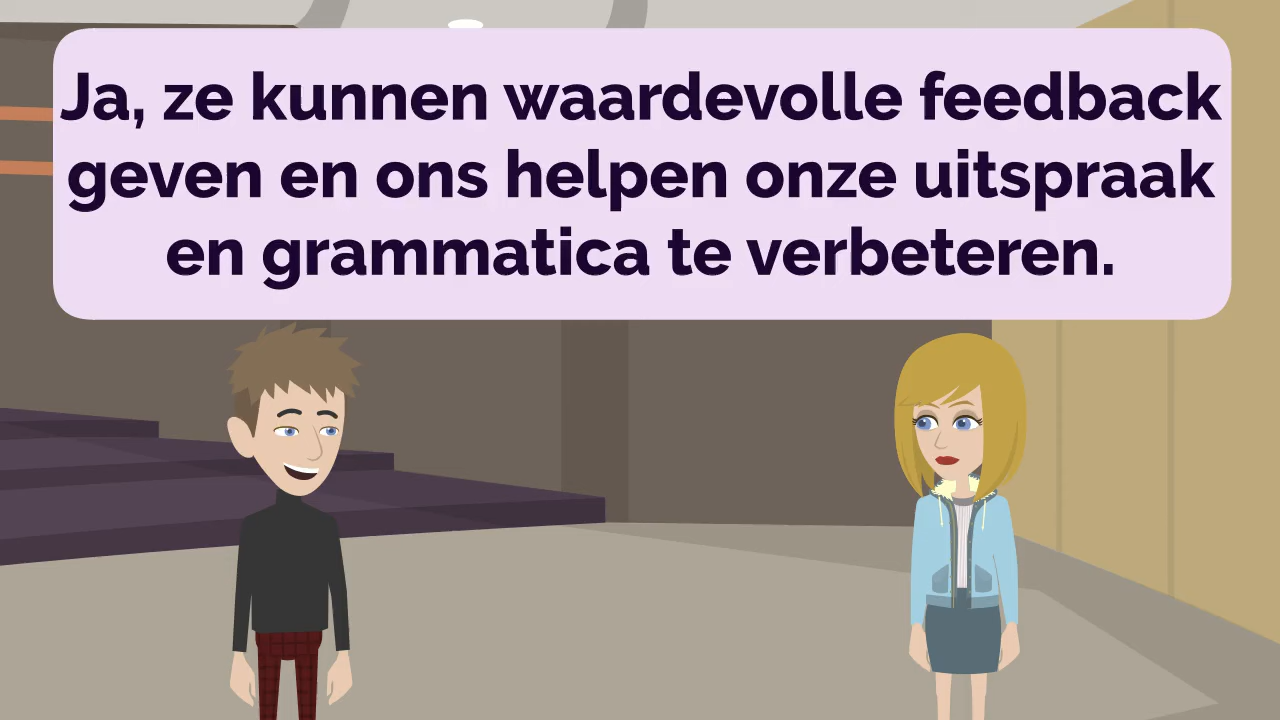 Ja, ze kunnen waardevolle feedback
geven en ons helpen onze uitspraak
en grammatica te verbeteren.